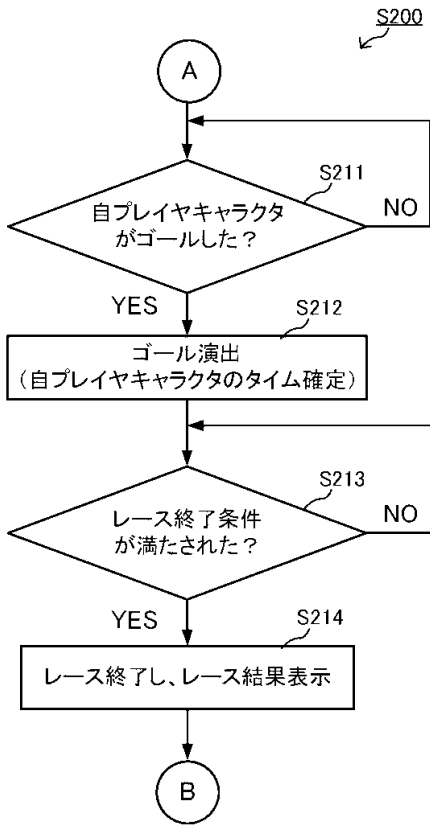 S200
A
S211
自プレイヤキャラクタ
がゴールした？
NO
YES
S212
ゴール演出
（自プレイヤキャラクタのタイム確定）
S213
レース終了条件
が満たされた？
NO
YES
S214
レース終了し、レース結果表示
B